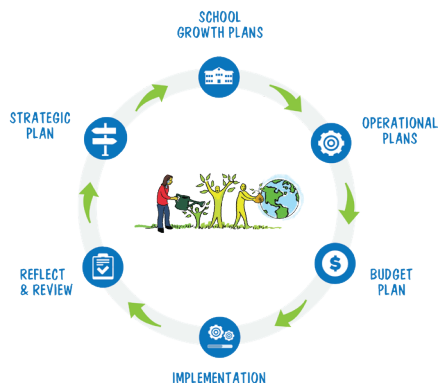 SCHOOL
GROWTH PLANS
OPERATIONAL
PLANS
BUDGET
PLAN
IMPLEMENTATION
REFLECT
& REVIEW
STRATEGIC
PLAN
$